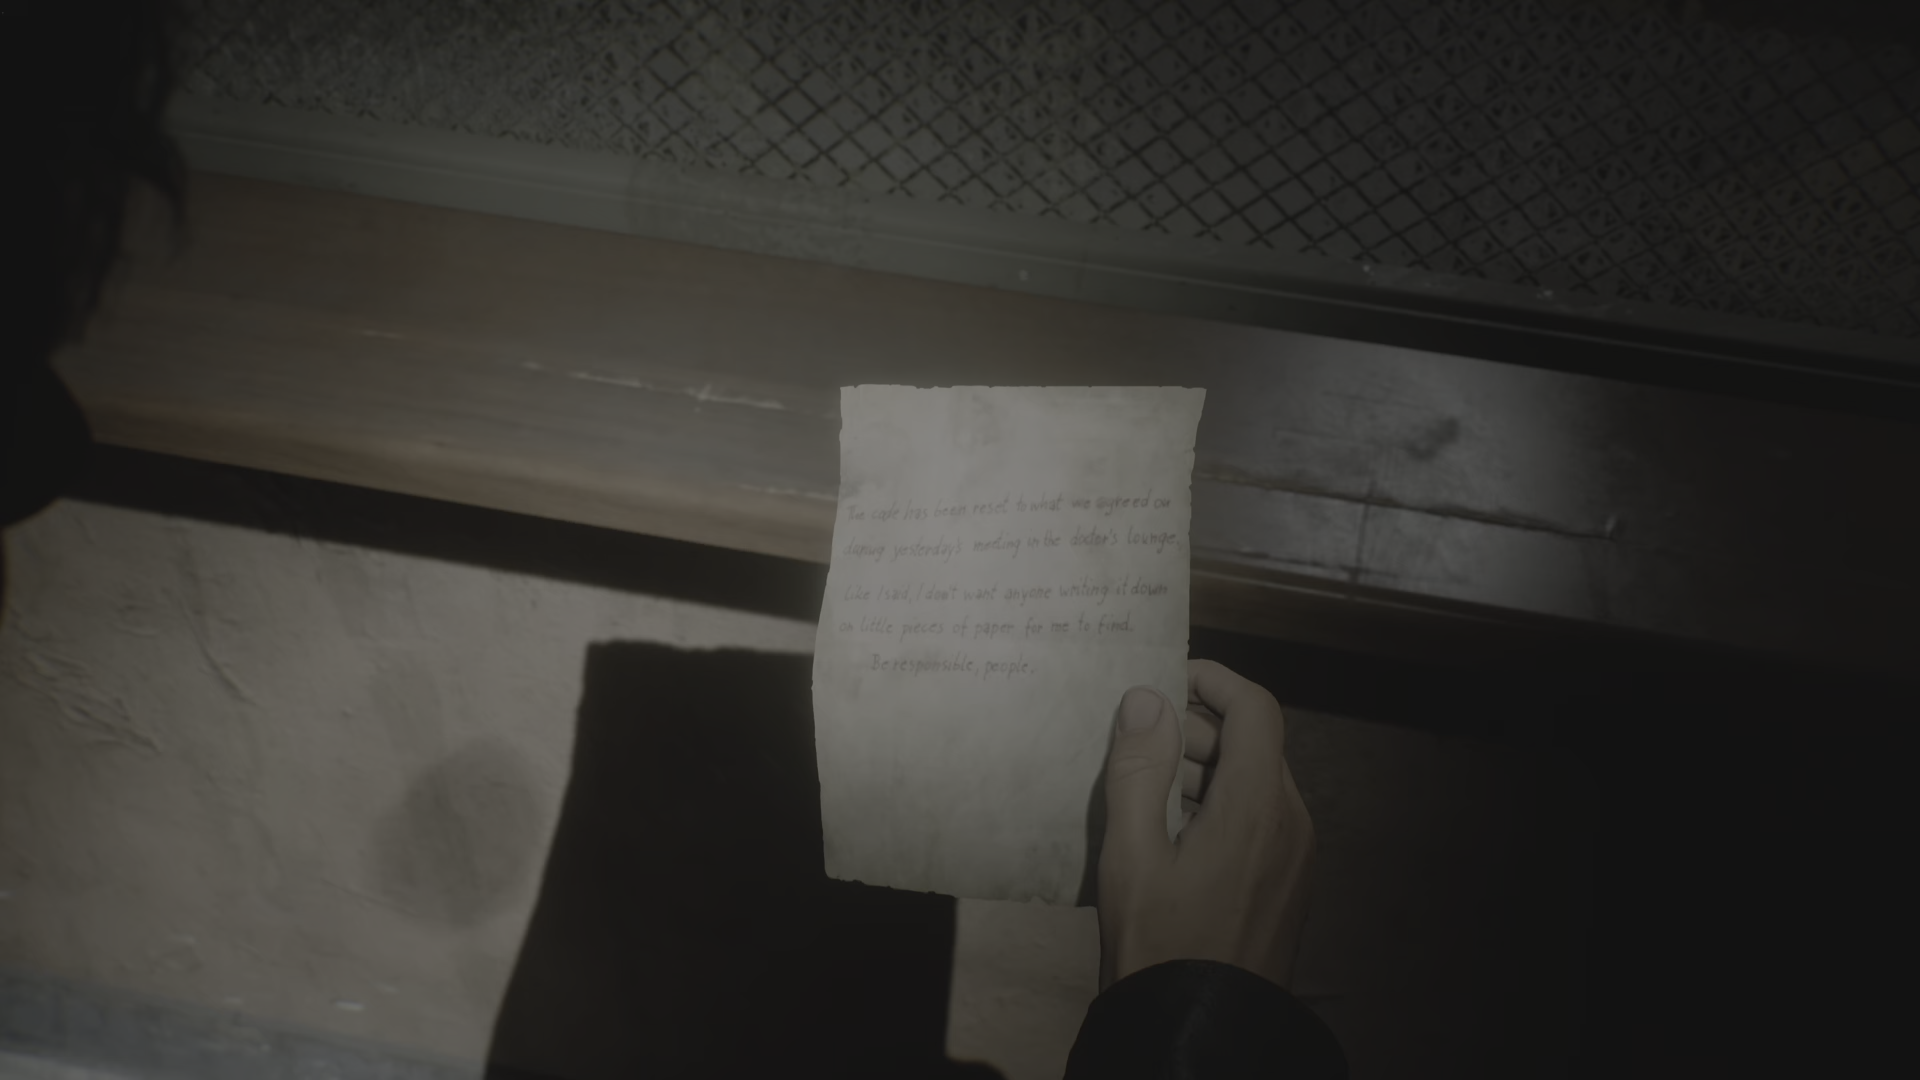 The code has been reset to what we agreed on
during yesterday's meeting in the doctor's lounge.
Like I said, I don't want anyone writing it down
on little pieces of paper for me to find.
Be responsible, people.